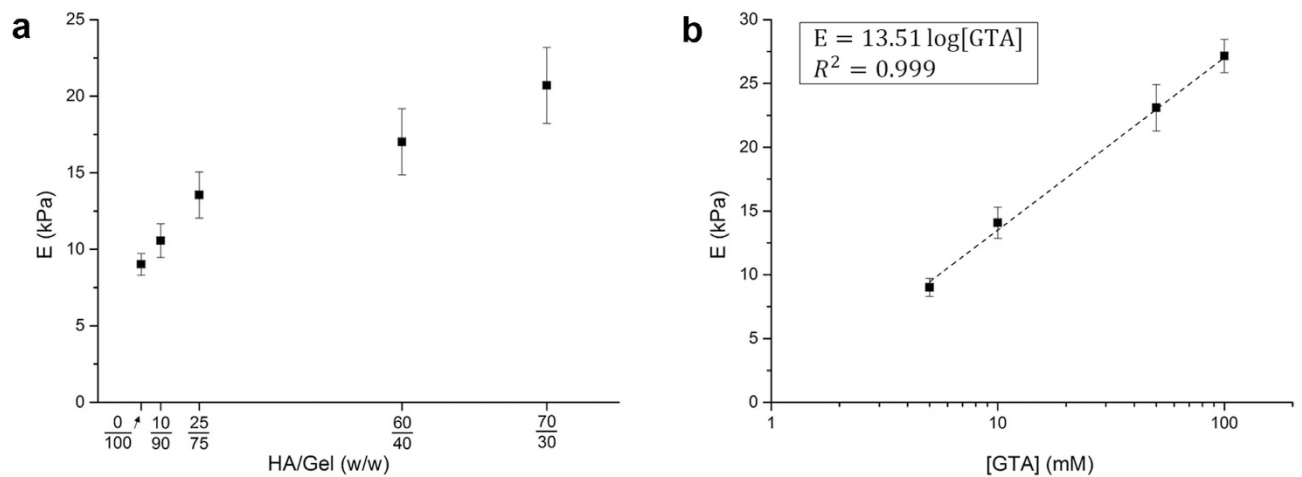 a
25
20
15
10
5
0
E (kPa)
0/100
10/90
25/75
60/40
70/30
HA/Gel (w/w)
b
E = 13.51 log[GTA]
R² = 0.999
30
25
20
15
10
5
0
E (kPa)
1
10
100
[GTA] (mM)